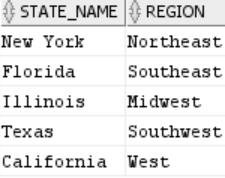 STATE_NAME REGION
New York Northeast
Florida Southeast
Illinois Midwest
Texas Southwest
California West